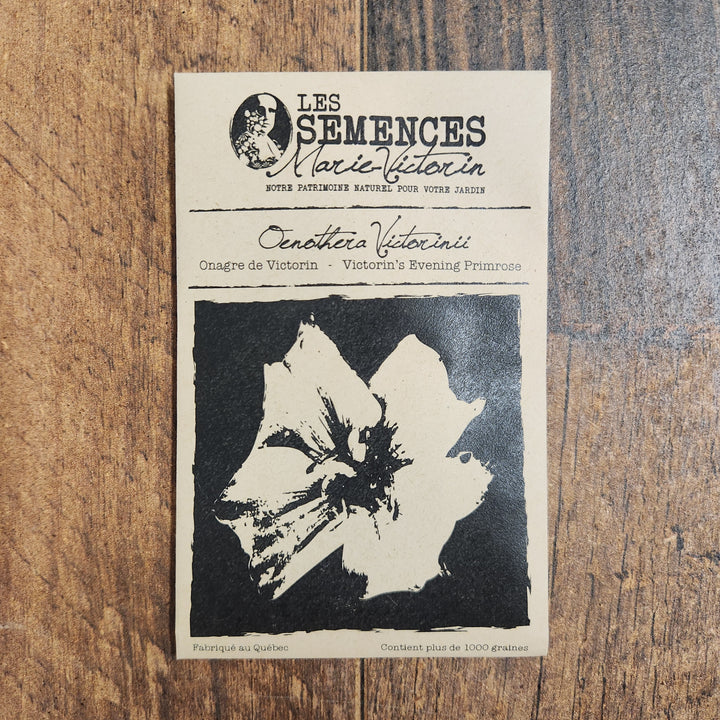 LES
SEMENCES
Marie-Victorin
NOTRE PATRIMOINE NATUREL POUR VOTRE JARDIN
Oenothera Victorinii
Onagre de Victorin - Victorin's Evening Primrose
Fabriqué au Québec
Contient plus de 1000 graines